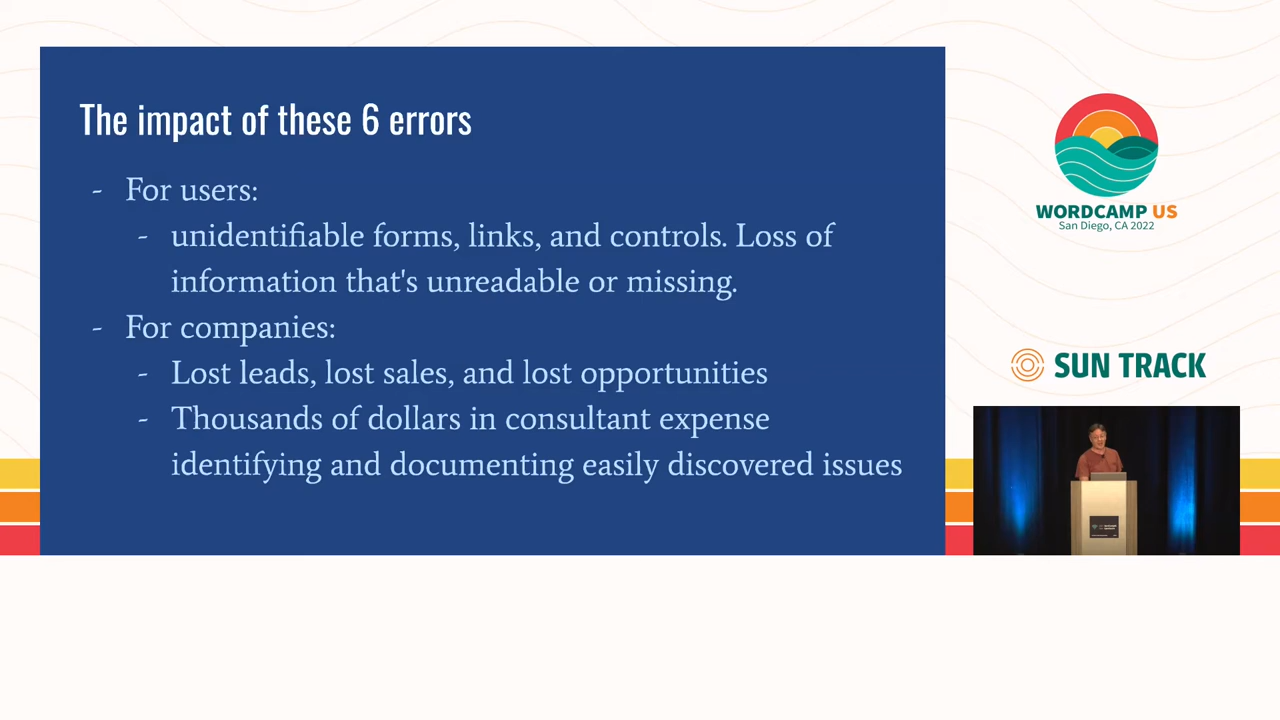 The impact of these 6 errors
- For users:
- unidentifiable forms, links, and controls. Loss of
information that's unreadable or missing.
- For companies:
- Lost leads, lost sales, and lost opportunities
- Thousands of dollars in consultant expense
identifying and documenting easily discovered issues
WORDCAMP US
San Diego, CA 2022
SUN TRACK